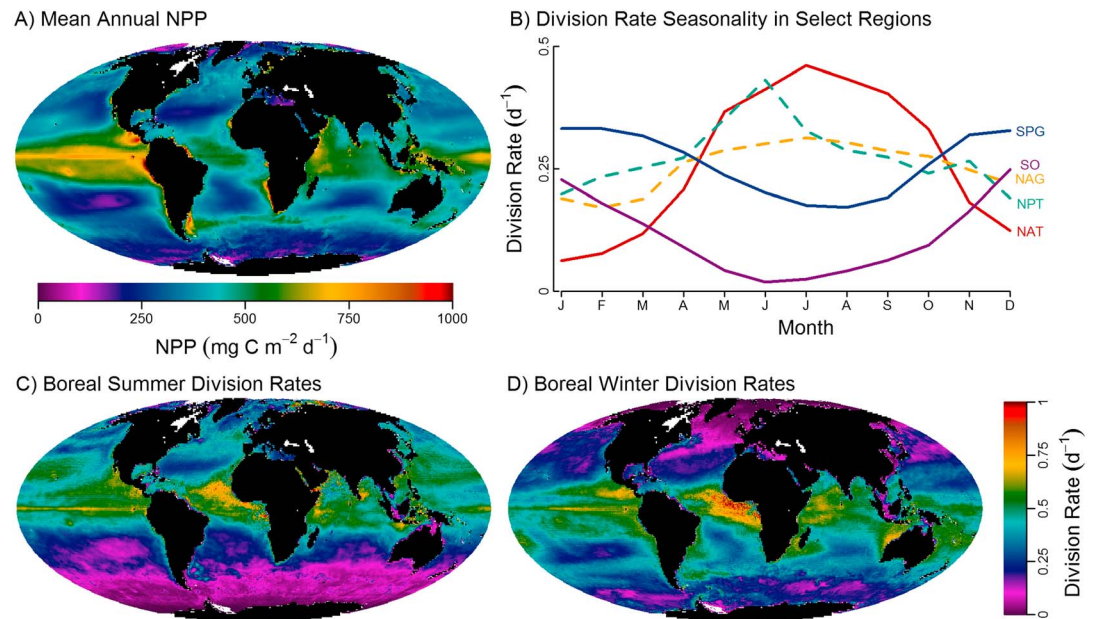 A) Mean Annual NPP
0 250 500 750 1000
NPP (mg C m⁻² d⁻¹)
B) Division Rate Seasonality in Select Regions
Division Rate (d⁻¹)
0.5
0.25
0
SPG
SO
NAG
NPT
NAT
J F M A M J J A S O N D
Month
C) Boreal Summer Division Rates
D) Boreal Winter Division Rates
1
0.75
0.5
0.25
0
Division Rate (d⁻¹)